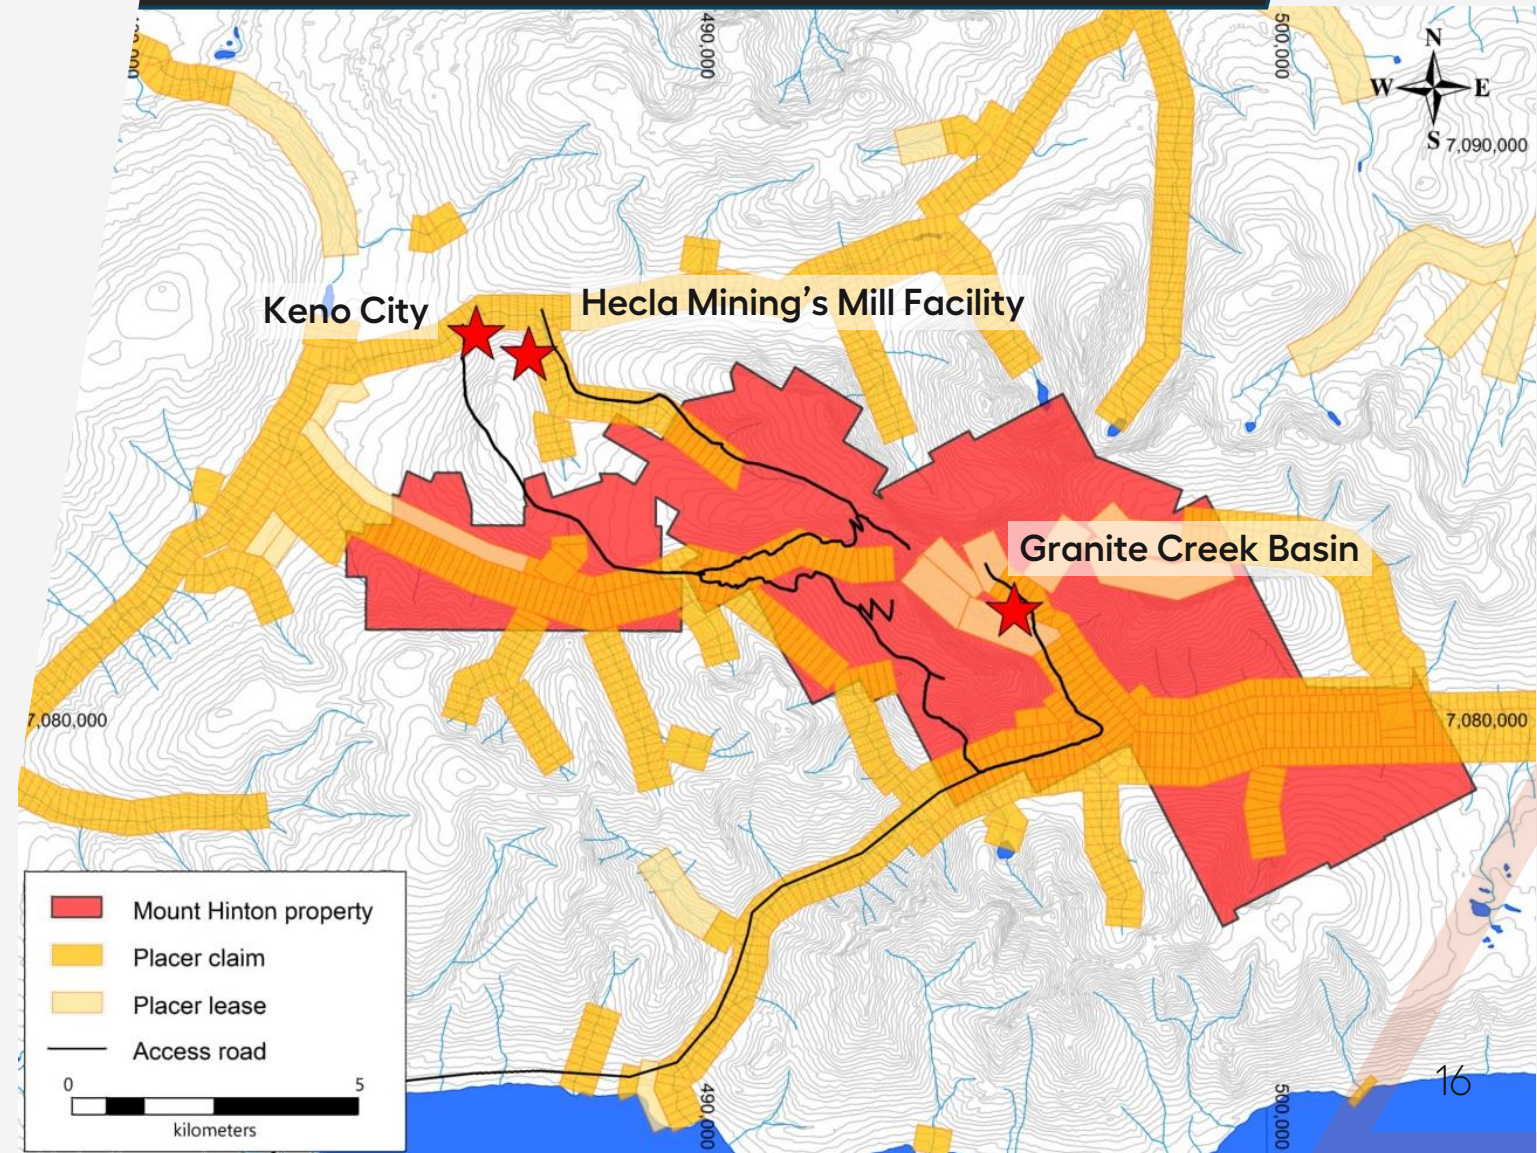 490,000
500,000
N
W E
S
7,090,000
Keno City
Hecla Mining's Mill Facility
Granite Creek Basin
7,080,000
7,080,000
Mount Hinton property
Placer claim
Placer lease
Access road
0 5
kilometers
16
490,000
500,000